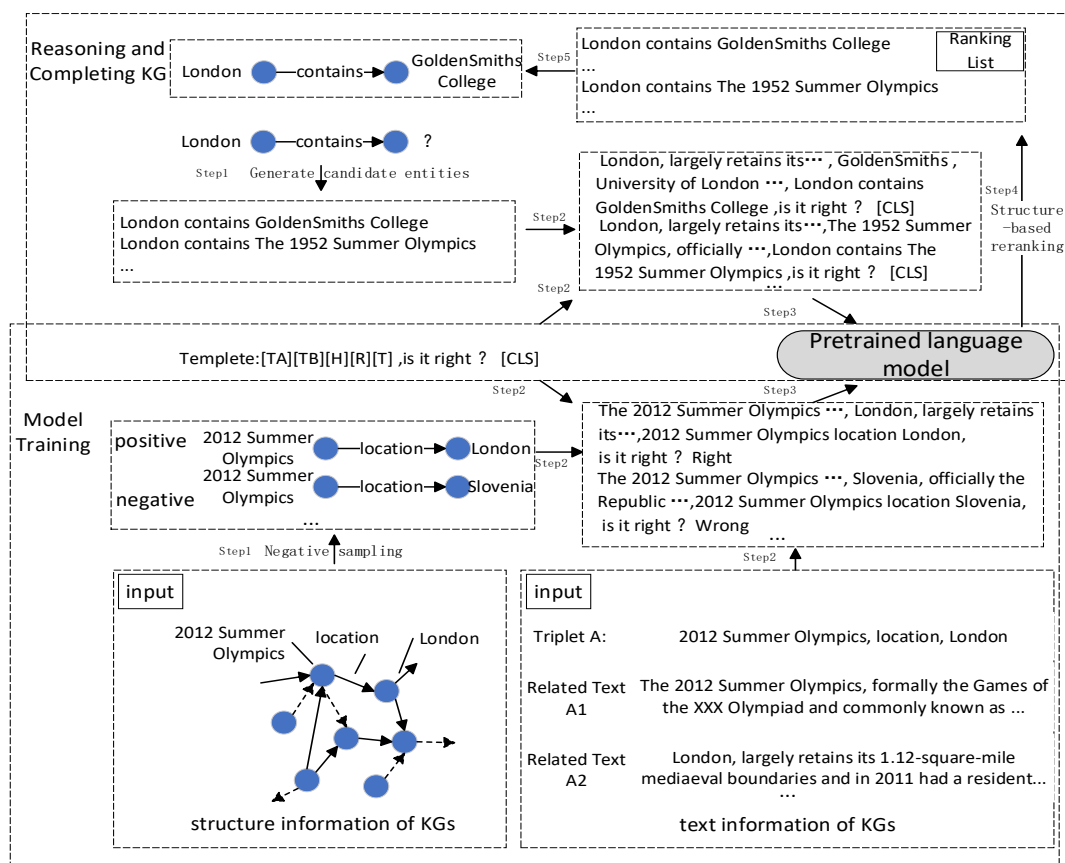 Reasoning and
Completing KG
London
contains
GoldenSmiths
College
Step5
London contains GoldenSmiths College
...
London contains The 1952 Summer Olympics
...
Ranking
List
London
contains
?
Step1 Generate candidate entities
London contains GoldenSmiths College
London contains The 1952 Summer Olympics
...
Step2
London, largely retains its··· , GoldenSmiths ,
University of London ···, London contains
GoldenSmiths College ,is it right ? [CLS]
London, largely retains its···,The 1952 Summer
Olympics, officially ···,London contains The
1952 Summer Olympics ,is it right ? [CLS]
...
Step4
Structure
-based
reranking
Step2
Step3
Templete:[TA][TB][H][R][T] ,is it right ? [CLS]
Pretrained language
model
Step2
Step3
Model
Training
positive
2012 Summer
Olympics
location
London
negative
2012 Summer
Olympics
location
Slovenia
...
Step2
The 2012 Summer Olympics ···, London, largely retains
its···,2012 Summer Olympics location London,
is it right ? Right
The 2012 Summer Olympics ···, Slovenia, officially the
Republic ···,2012 Summer Olympics location Slovenia,
is it right ? Wrong
...
Step1 Negative sampling
Step2
input
2012 Summer
Olympics
location
London
structure information of KGs
input
Triplet A:
2012 Summer Olympics, location, London
Related Text
A1
The 2012 Summer Olympics, formally the Games of
the XXX Olympiad and commonly known as ...
Related Text
A2
London, largely retains its 1.12-square-mile
mediaeval boundaries and in 2011 had a resident...
...
text information of KGs